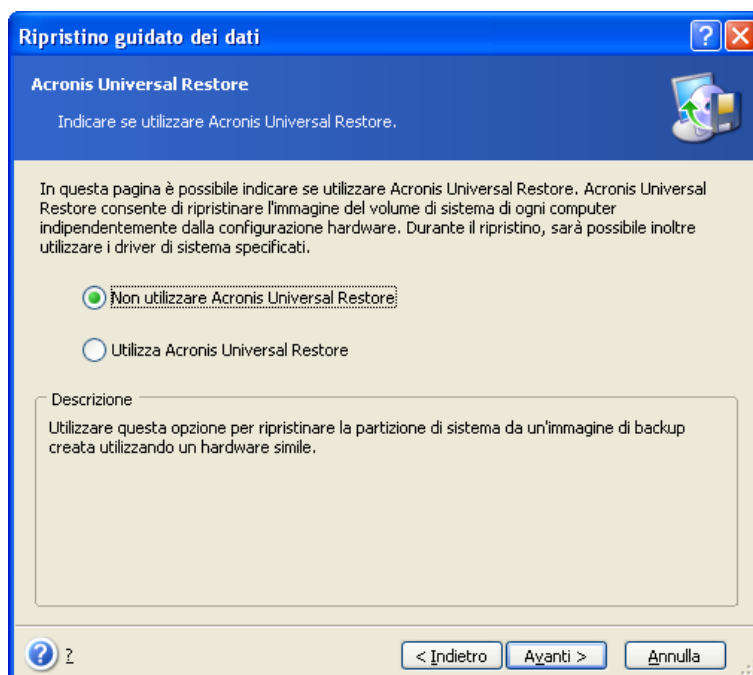 Ripristino guidato dei dati
?
Acronis Universal Restore
Indicare se utilizzare Acronis Universal Restore.
In questa pagina è possibile indicare se utilizzare Acronis Universal Restore. Acronis Universal
Restore consente di ripristinare l'immagine del volume di sistema di ogni computer
indipendentemente dalla configurazione hardware. Durante il ripristino, sarà possibile inoltre
utilizzare i driver di sistema specificati.
Non utilizzare Acronis Universal Restore
Utilizza Acronis Universal Restore
Descrizione
Utilizzare questa opzione per ripristinare la partizione di sistema da un'immagine di backup
creata utilizzando un hardware simile.
? ?
< Indietro
Avanti >
Annulla